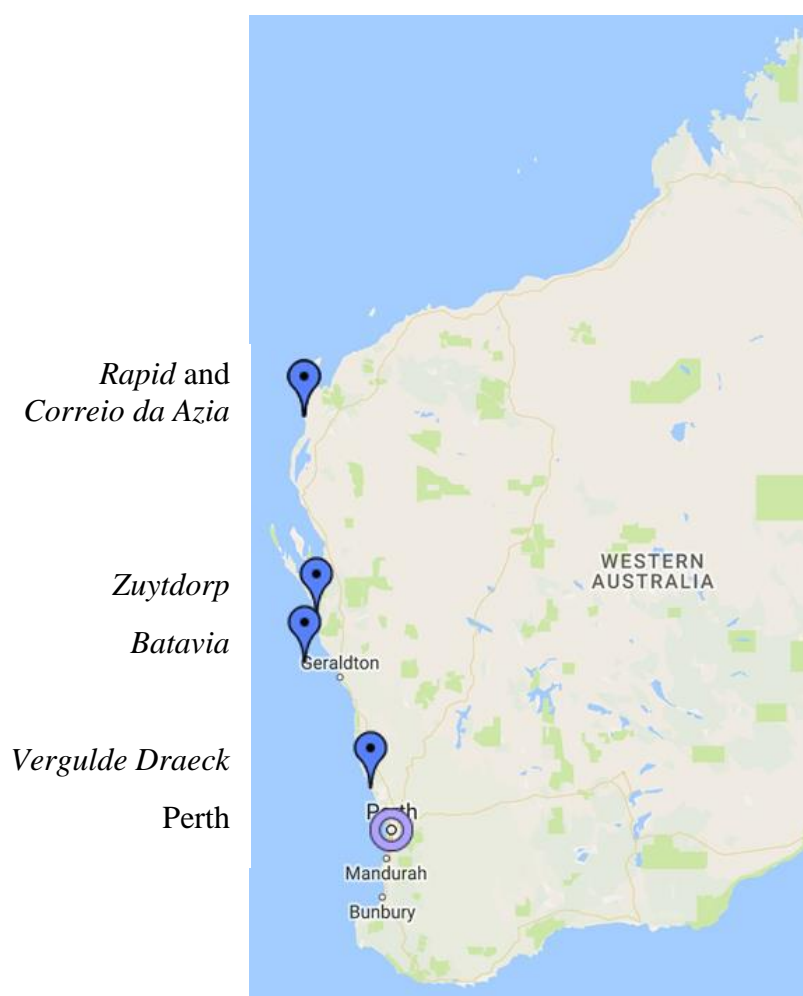 Rapid and
Correio da Azia
Zuytdorp
Batavia
Vergulde Draeck
Perth
WESTERN
AUSTRALIA
Geraldton
Perth
Mandurah
Bunbury